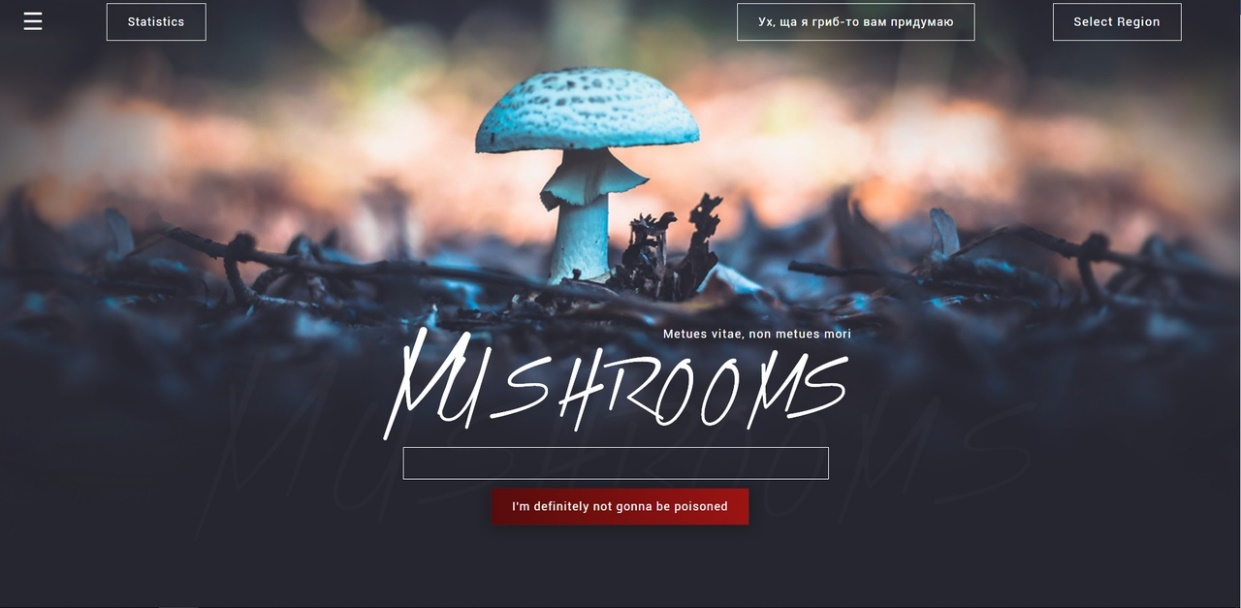 Statistics
Ух, ща я гриб-то вам придумаю
Select Region
Metues vitae, non metues mori
MUSHROOMS
I'm definitely not gonna be poisoned